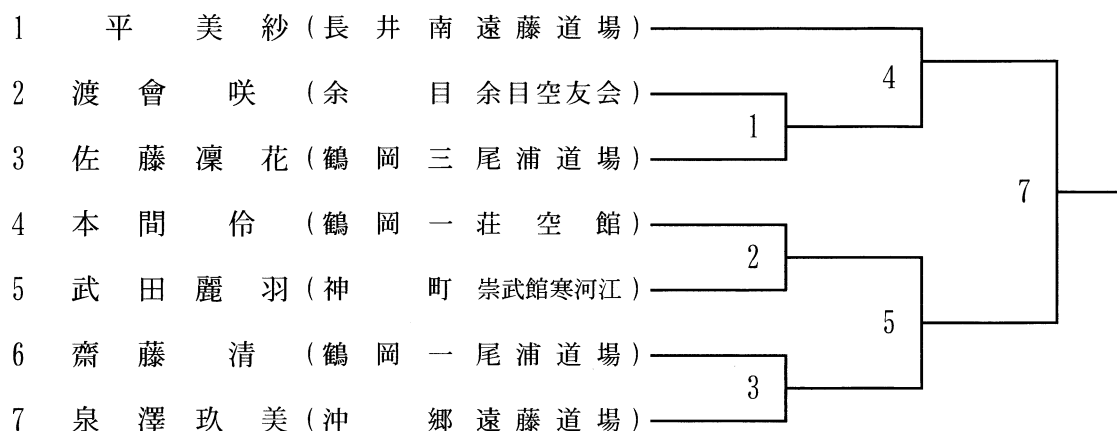 1 平 美 紗 (長 井 南 遠 藤 道 場)
2 渡 會 咲 (余 目 余目空友会)
3 佐 藤 凜 花 (鶴 岡 三 尾 浦 道 場)
4 本 間 伶 (鶴 岡 一 荘 空 館)
5 武 田 麗 羽 (神 町 崇武館寒河江)
6 齋 藤 清 (鶴 岡 一 尾 浦 道 場)
7 泉 澤 玖 美 (沖 郷 遠 藤 道 場)
4
1
7
2
5
3